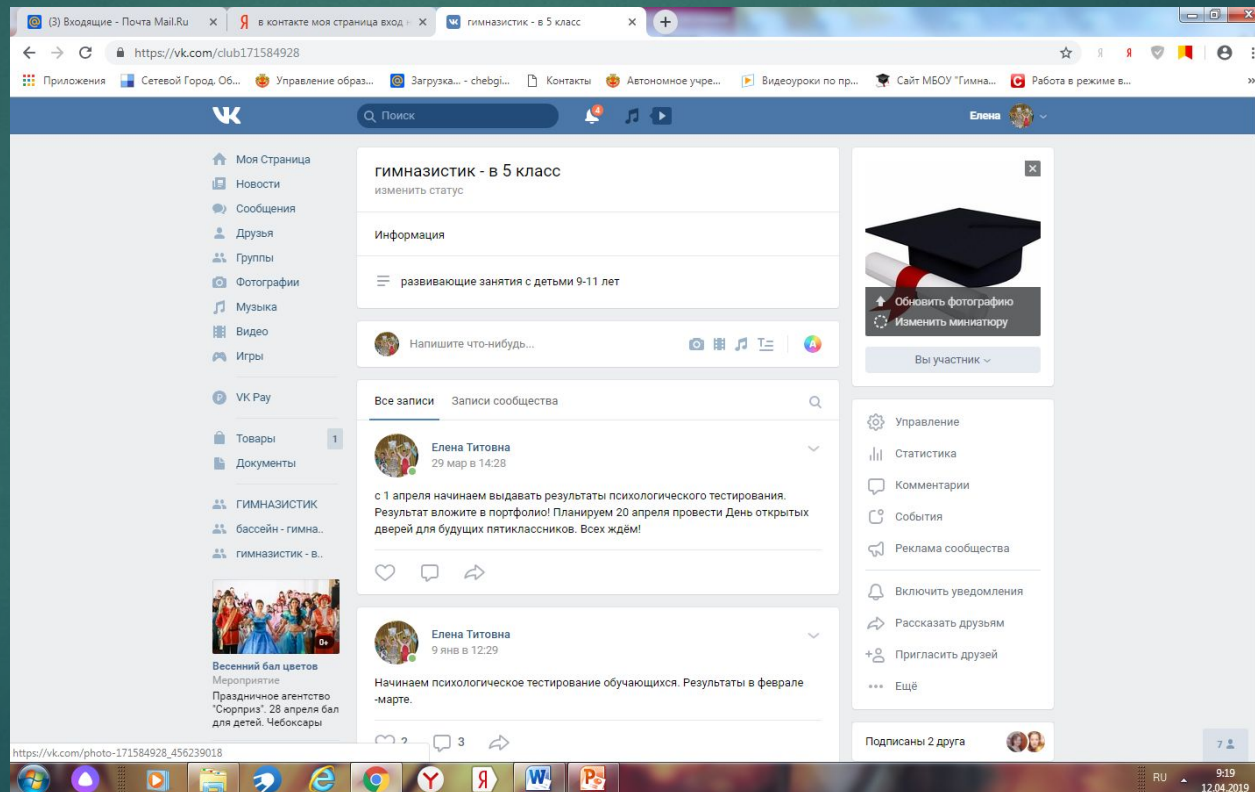 (3) Входящие - Почта Mail.Ru
в контакте моя страница вход
гимназистик - в 5 класс
https://vk.com/club171584928
Приложения
Сетевой Город. Об...
Управление образ...
Загрузка... - chebgi...
Контакты
Автономное учре...
Видеоуроки по пр...
Сайт МБОУ "Гимна...
Работа в режиме в...
Поиск
4
Елена
Моя Страница
Новости
Сообщения
Друзья
Группы
Фотографии
Музыка
Видео
Игры
VK Pay
Товары 1
Документы
ГИМНАЗИСТИК
бассейн - гимна..
гимназистик - в..
0+
Весенний бал цветов
Мероприятие
Праздничное агентство
"Сюрприз". 28 апреля бал
для детей. Чебоксары
гимназистик - в 5 класс
изменить статус
Информация
развивающие занятия с детьми 9-11 лет
Напишите что-нибудь...
Все записи Записи сообщества
Елена Титовна
29 мар в 14:28
с 1 апреля начинаем выдавать результаты психологического тестирования.
Результат вложите в портфолио! Планируем 20 апреля провести День открытых
дверей для будущих пятиклассников. Всех ждём!
Елена Титовна
9 янв в 12:29
Начинаем психологическое тестирование обучающихся. Результаты в феврале
-марте.
2 3
Обновить фотографию
Изменить миниатюру
Вы участник
Управление
Статистика
Комментарии
События
Реклама сообщества
Включить уведомления
Рассказать друзьям
Пригласить друзей
Ещё
Подписаны 2 друга
7
https://vk.com/photo-171584928_456239018
RU
9:19
12.04.2019